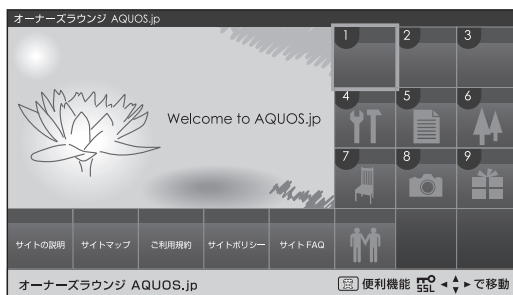 オーナーズラウンジ AQUOS.jp
1 2 3
Welcome to AQUOS.jp
4 5 6
7 8 9
サイトの説明 サイトマップ ご利用規約 サイトポリシー サイト FAQ
オーナーズラウンジ AQUOS.jp 便利機能 SSL で移動